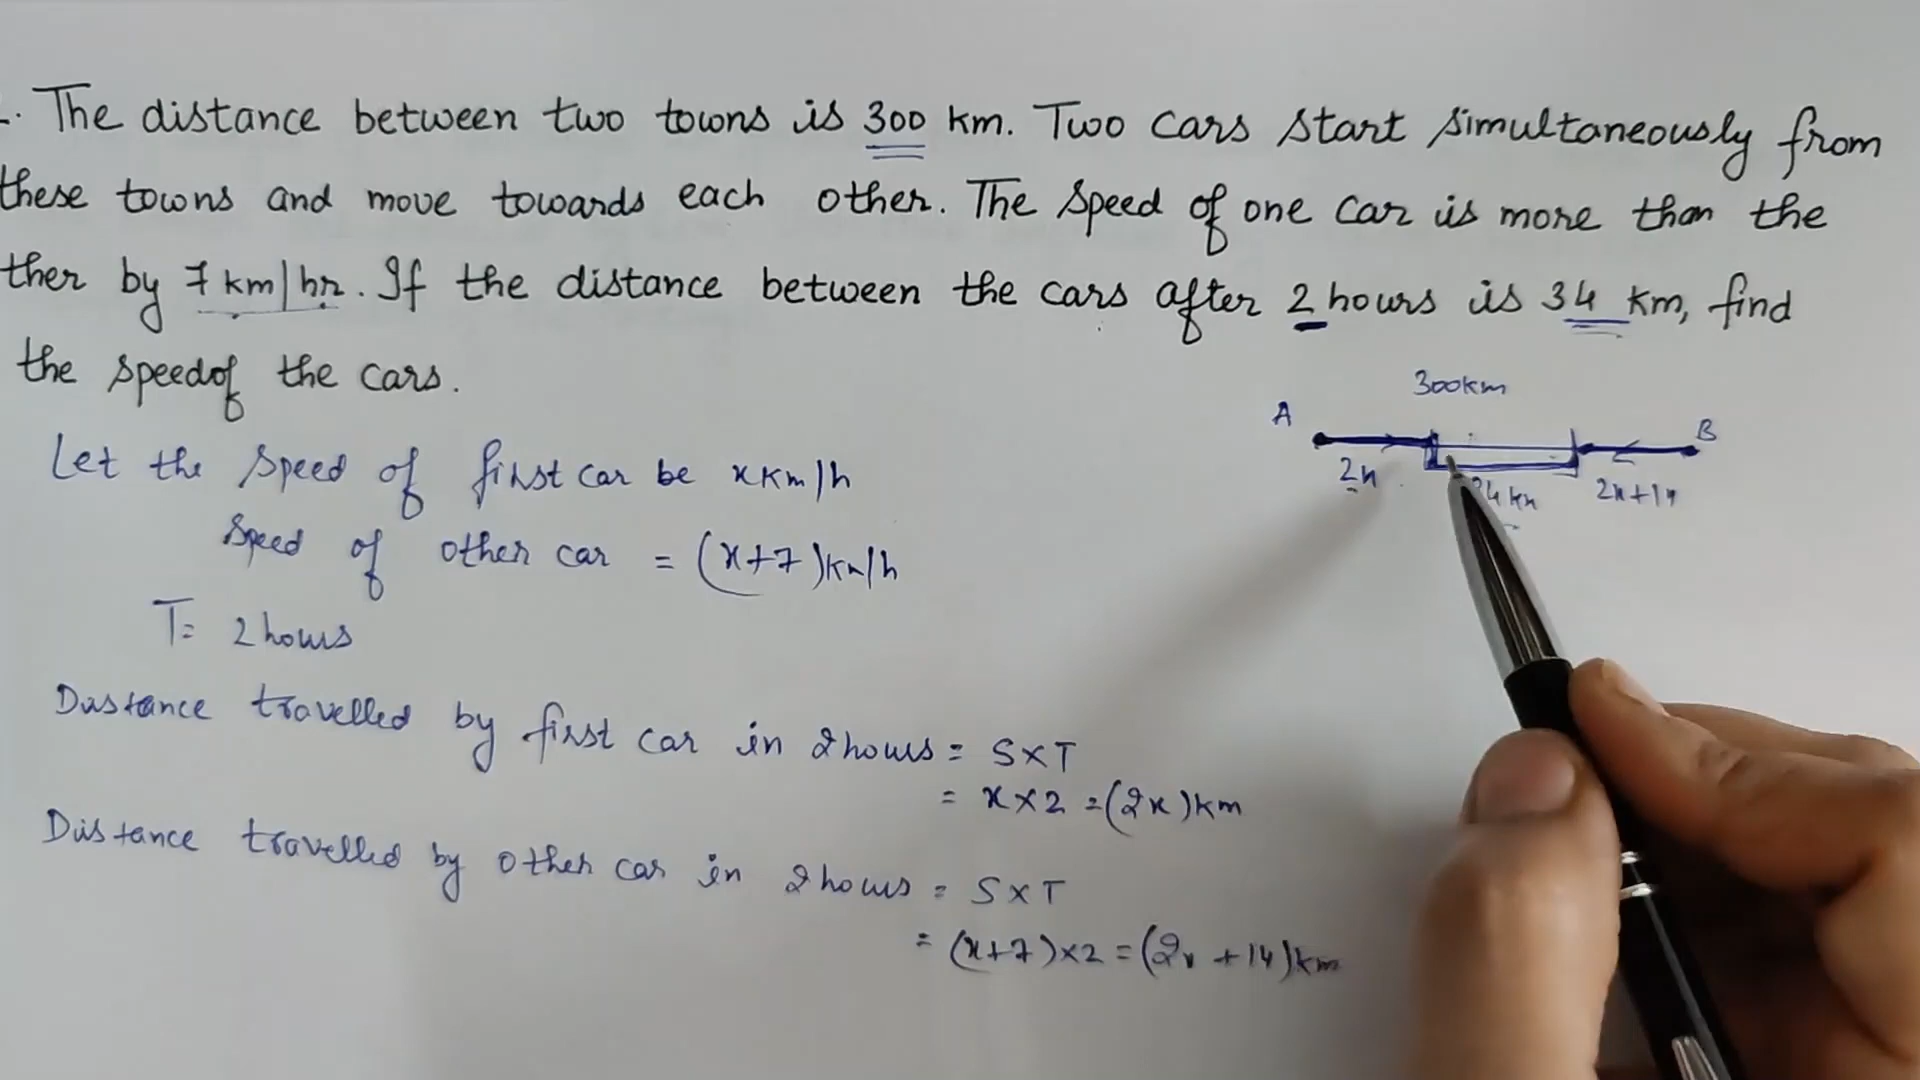 . The distance between two towns is 300 km. Two cars start simultaneously from
these towns and move towards each other. The speed of one car is more than the
ther by 7 km/hr. If the distance between the cars after 2 hours is 34 km, find
the speed of the cars.
300km
A
B
2x
4 km
2x+14
Let the speed of first car be x km/h
Speed of other car = (x+7)km/h
T= 2 hours
Distance travelled by first car in 2 hours = S×T
= x×2 =(2x)km
Distance travelled by other car in 2 hours = S×T
= (x+7)×2 =(2x+14)km